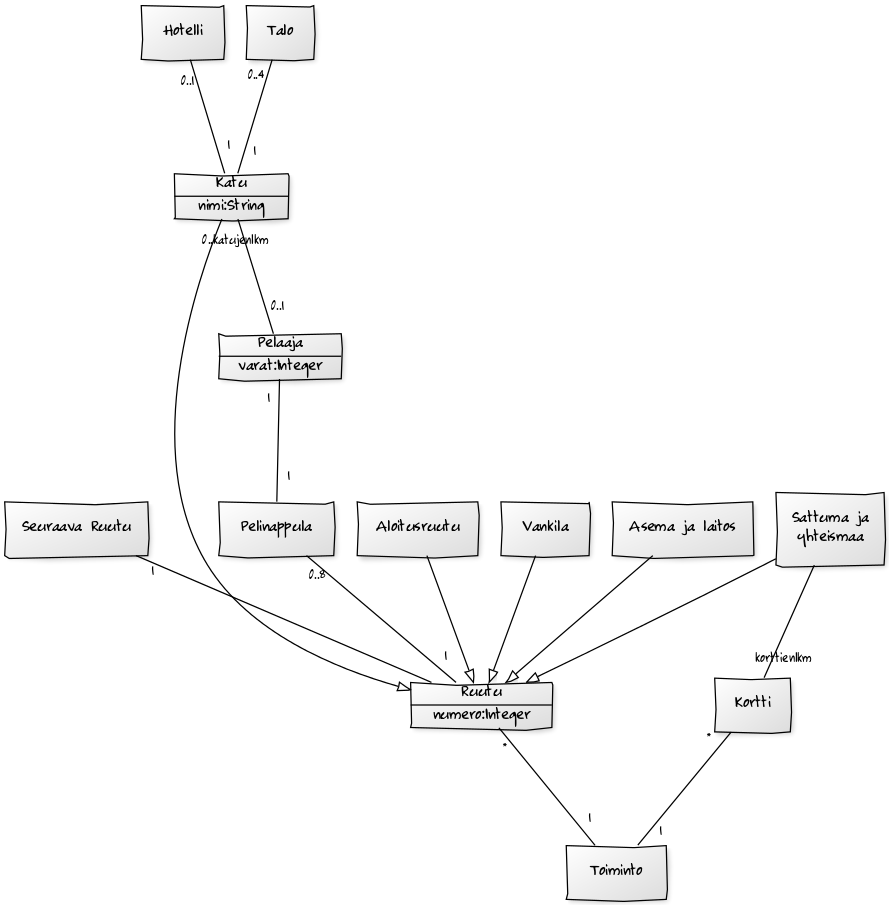 Hotelli
Talo
0..1
0..4
1
1
Katu
nimi:String
0..katujenlkm
0..1
Pelaaja
varat:Integer
1
1
Seuraava Ruutu
Pelinappula
Aloitusruutu
Vankila
Asema ja laitos
Sattuma ja
yhteismaa
1
0..8
1
korttienlkm
Ruutu
numero:Integer
Kortti
*
*
1
1
Toiminto